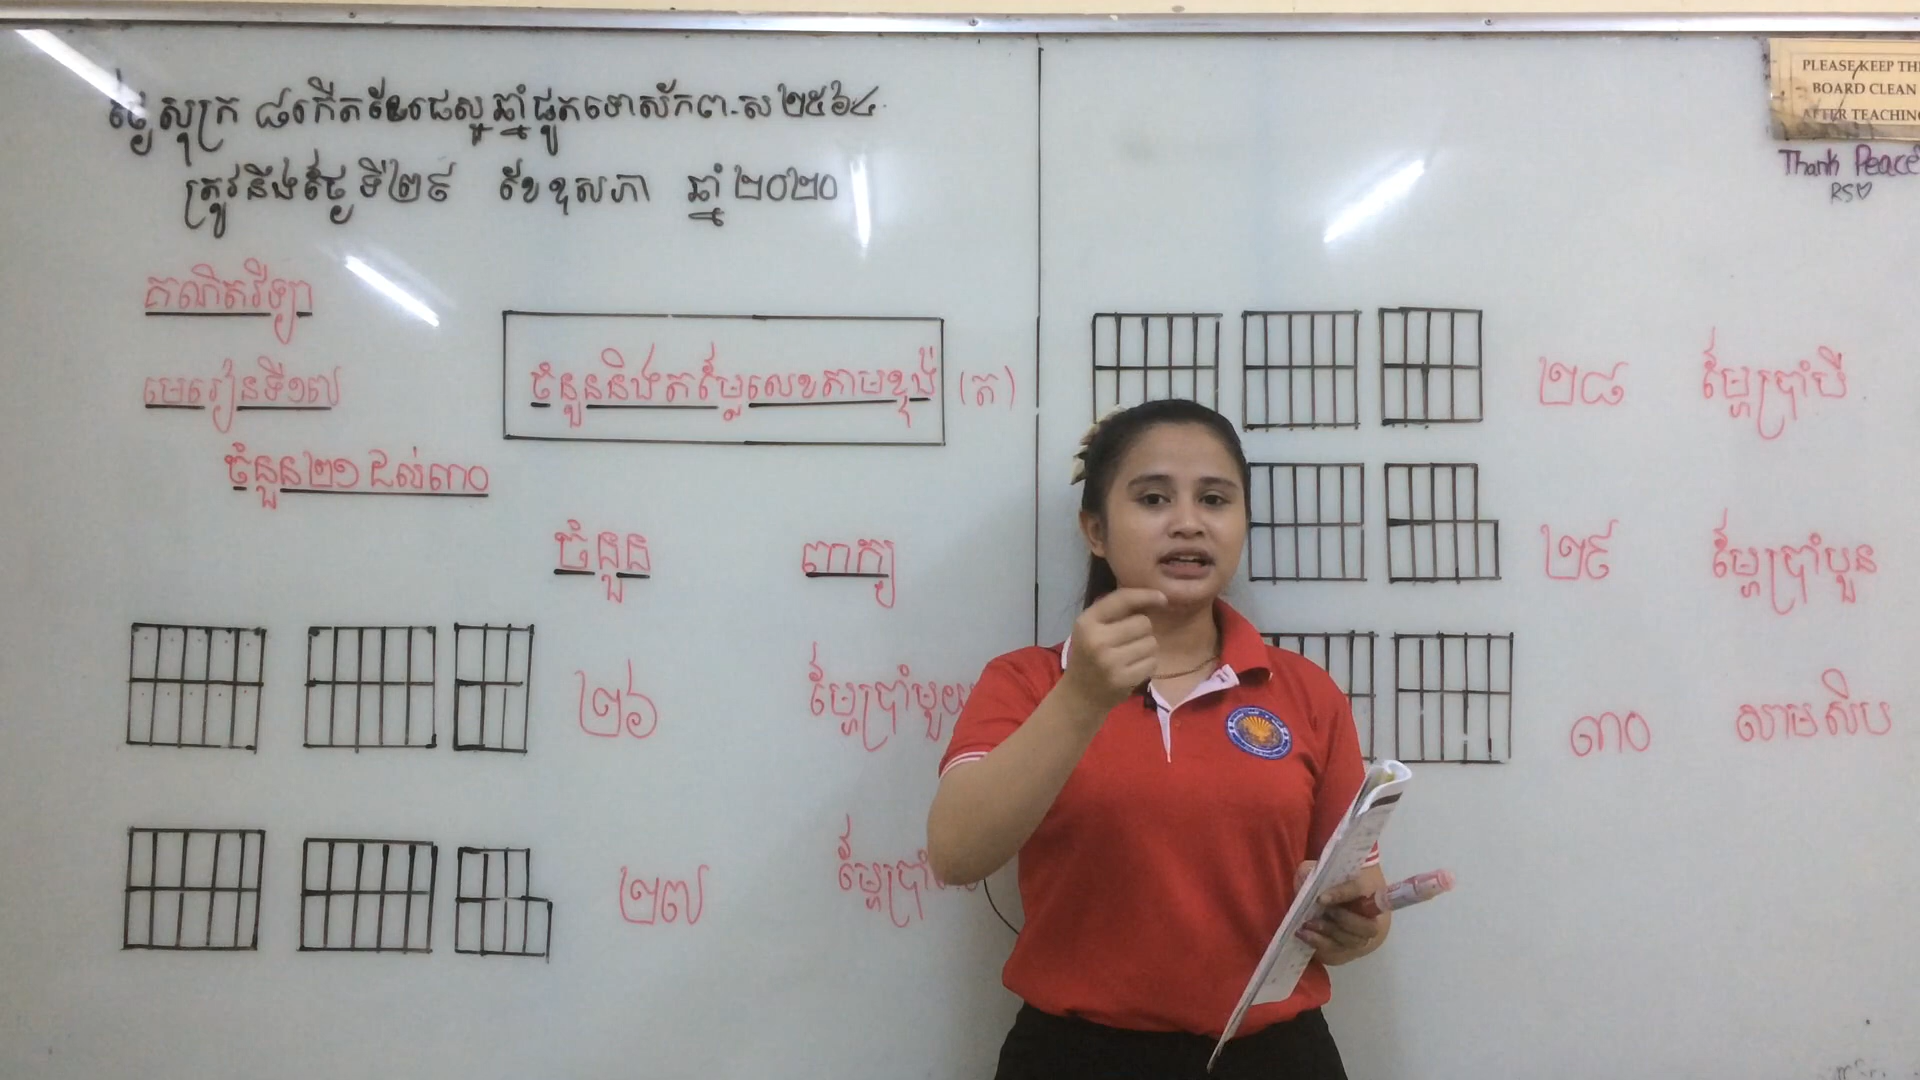 ថ្ងៃសុក្រ ៨កើតខែជេស្ឋឆ្នាំជូតទោស័កព.ស ២៥៦៤
ត្រូវនឹងថ្ងៃទី២៩ ខែឧសភា ឆ្នាំ២០២០
គណិតវិទ្យា
មេរៀនទី១៧
ចំនួននិងតម្លៃលេខតាមខ្ទង់ (ត)
ចំនួន២១ ដល់៣០
ចំនួន ពាក្យ
២៦ ម្ភៃប្រាំមួយ
២៧ ម្ភៃប្រាំ
២៨ ម្ភៃប្រាំបី
២៩ ម្ភៃប្រាំបួន
៣០ សាមសិប
PLEASE KEEP THE
BOARD CLEAN
AFTER TEACHING
Thank Peace
RS♡